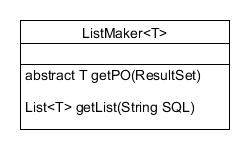 ListMaker<T>
abstract T getPO(ResultSet)
List<T> getList(String SQL)